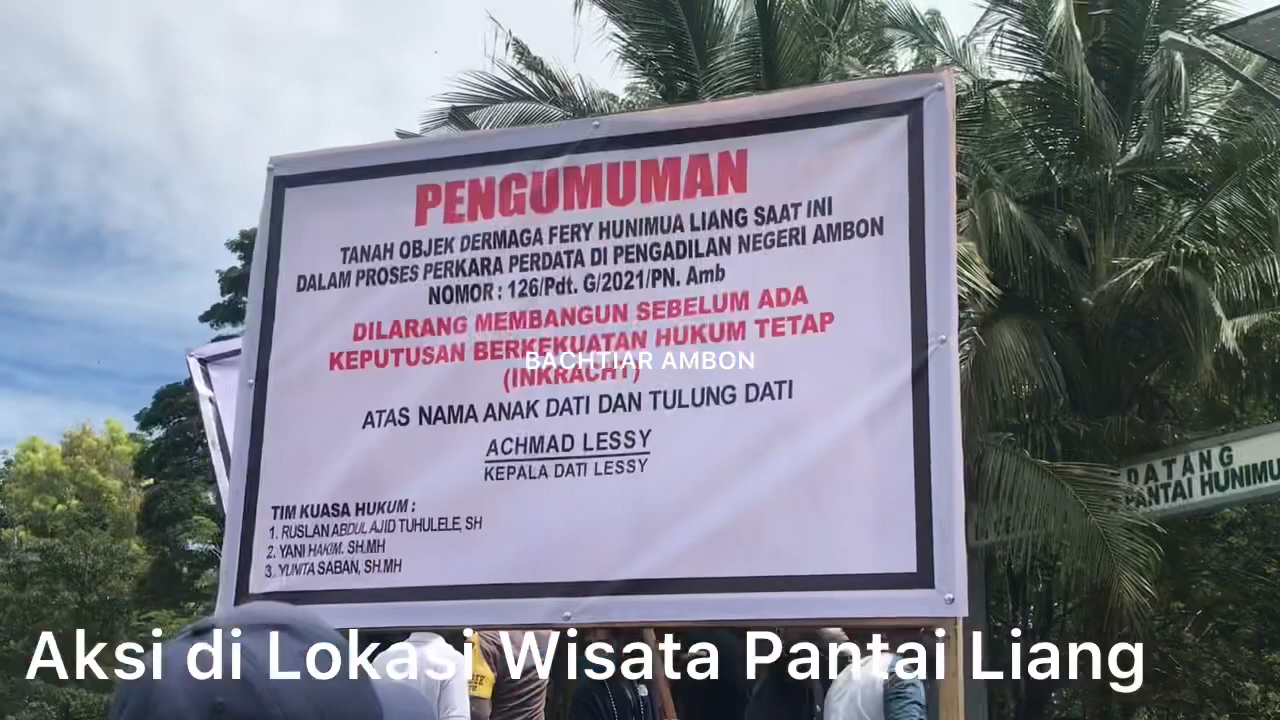 PENGUMUMAN
TANAH OBJEK DERMAGA FERY HUNIMUA LIANG SAAT INI
DALAM PROSES PERKARA PERDATA DI PENGADILAN NEGERI AMBON
NOMOR : 126/Pdt. G/2021/PN. Amb
DILARANG MEMBANGUN SEBELUM ADA
KEPUTUSAN BERKEKUATAN HUKUM TETAP
(INKRACHT)
BACHTIAR AMBON
ATAS NAMA ANAK DATI DAN TULUNG DATI
ACHMAD LESSY
KEPALA DATI LESSY
TIM KUASA HUKUM :
1. RUSLAN ABDUL AJID TUHULELE, SH
2. YANI HAKIM. SH.MH
3. YUNITA SABAN, SH.MH
DATANG
PANTAI
Aksi di Lokasi Wisata Pantai Liang